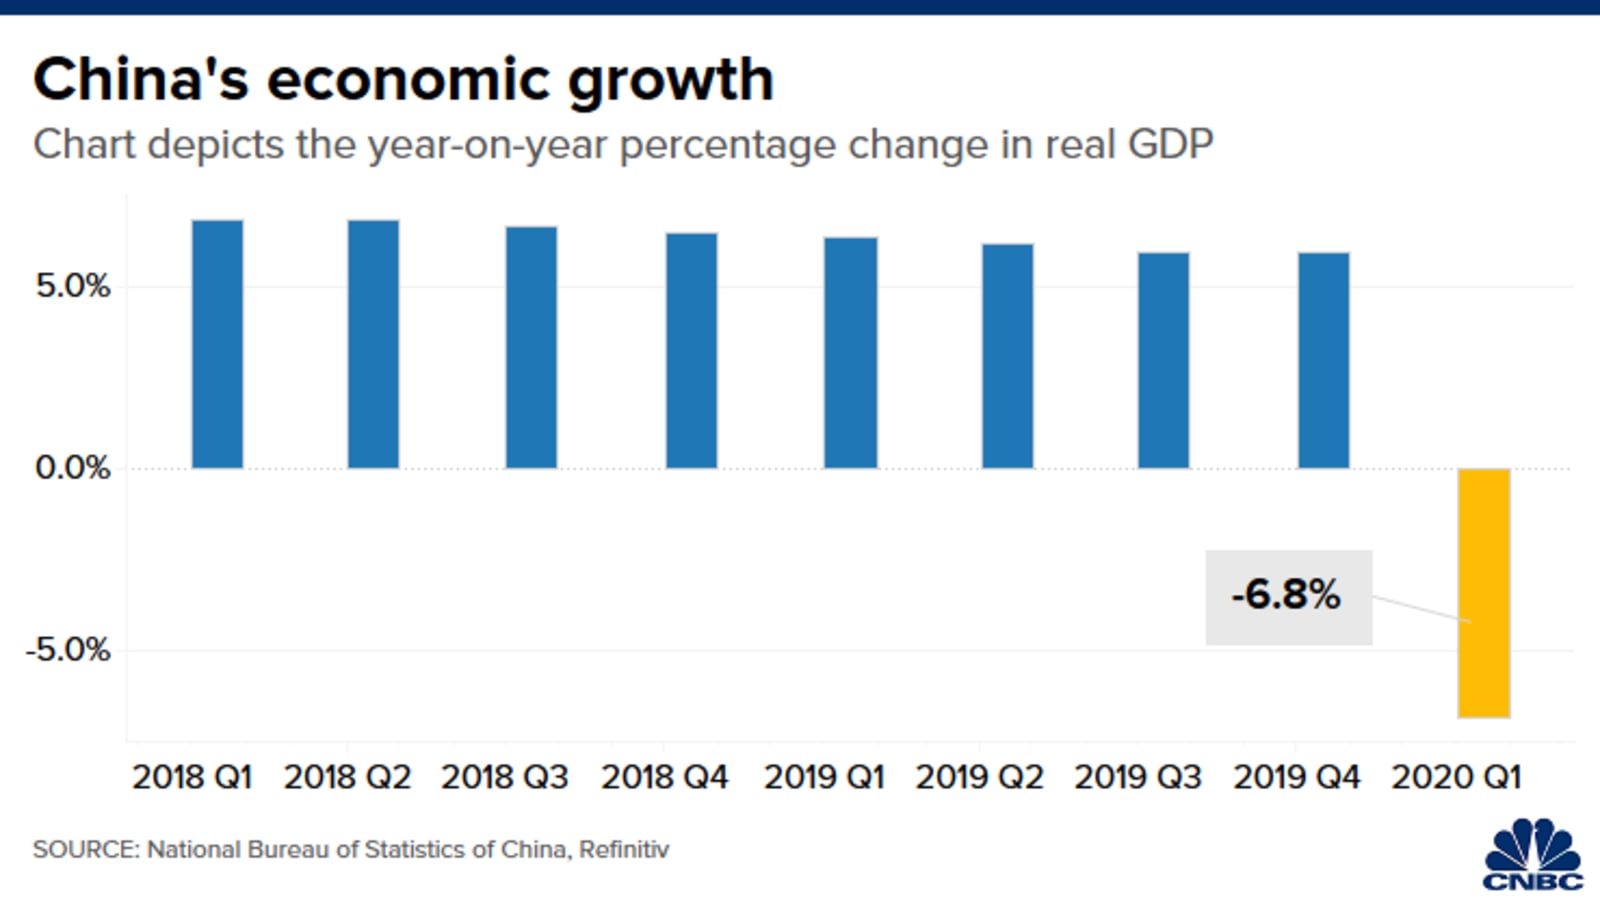 China's economic growth
Chart depicts the year-on-year percentage change in real GDP
5.0%
0.0%
-6.8%
-5.0%
2018 Q1 2018 Q2 2018 Q3 2018 Q4 2019 Q1 2019 Q2 2019 Q3 2019 Q4 2020 Q1
SOURCE: National Bureau of Statistics of China, Refinitiv
CNBC